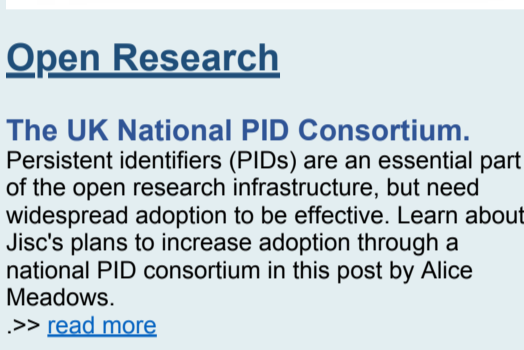 Open Research
The UK National PID Consortium.
Persistent identifiers (PIDs) are an essential part
of the open research infrastructure, but need
widespread adoption to be effective. Learn about
Jisc's plans to increase adoption through a
national PID consortium in this post by Alice
Meadows.
.>> read more